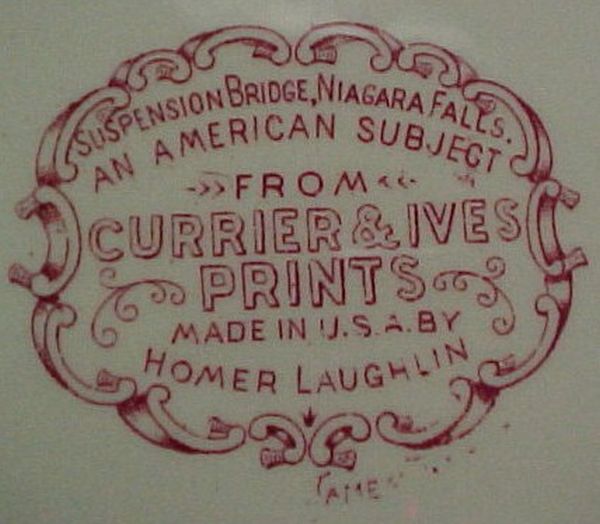 SUSPENSION BRIDGE, NIAGARA FALLS.
AN AMERICAN SUBJECT
FROM
CURRIER & IVES
PRINTS
MADE IN U.S.A. BY
HOMER LAUGHLIN